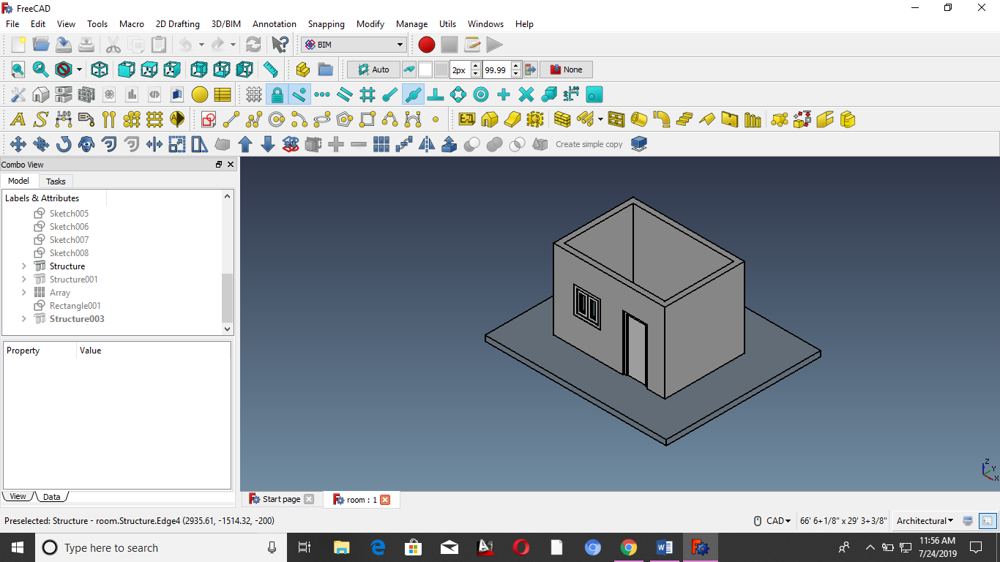 FreeCAD
File Edit View Tools Macro 2D Drafting 3D/BIM Annotation Snapping Modify Manage Utils Windows Help
BIM
Auto 2px 99.99 None
Create simple copy
Combo View
Model Tasks
Labels & Attributes
Sketch005
Sketch006
Sketch007
Sketch008
Structure
Structure001
Array
Rectangle001
Structure003
Property Value
Z
Y
X
View Data
Start page room : 1
Preselected: Structure - room.Structure.Edge4 (2935.61, -1514.32, -200) CAD 66' 6+1/8" x 29' 3+3/8" Architectural
Type here to search
11:56 AM
7/24/2019